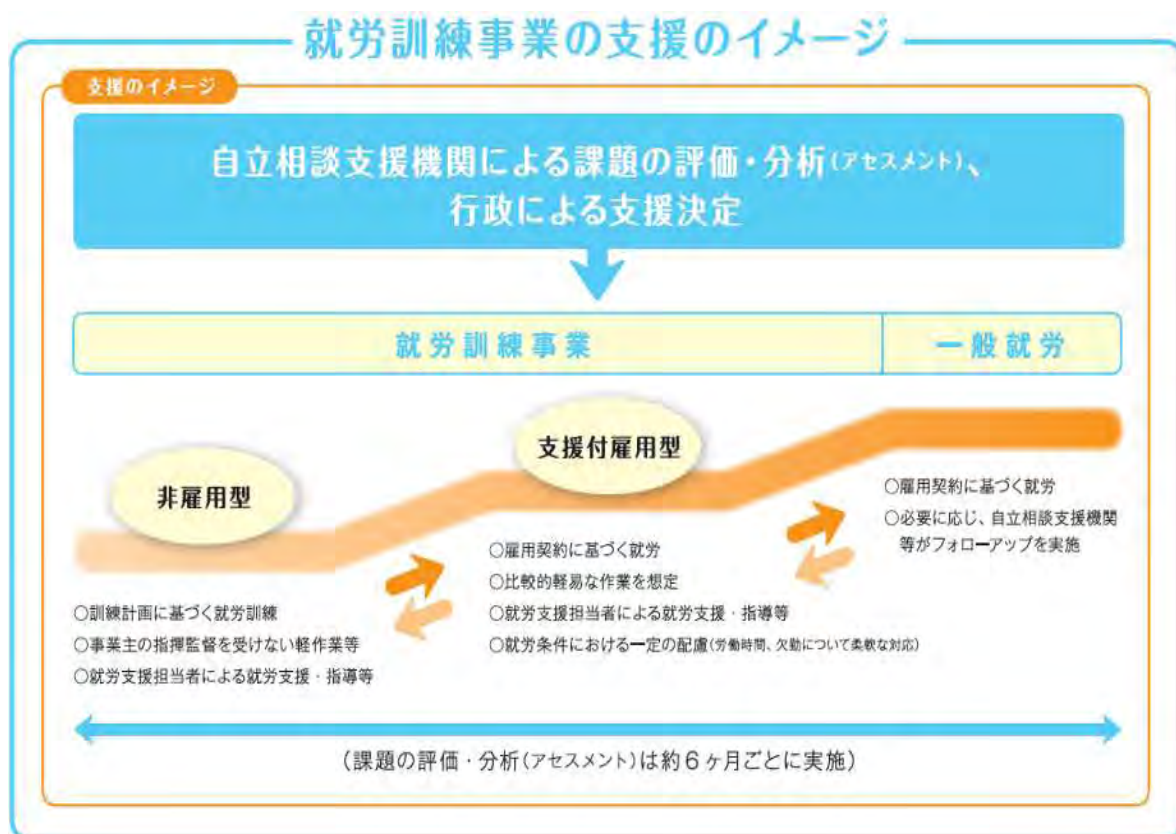 就労訓練事業の支援のイメージ
支援のイメージ
自立相談支援機関による課題の評価・分析(アセスメント)、
行政による支援決定
就労訓練事業
一般就労
非雇用型
○訓練計画に基づく就労訓練
○事業主の指揮監督を受けない軽作業等
○就労支援担当者による就労支援・指導等
支援付雇用型
○雇用契約に基づく就労
○比較的軽易な作業を想定
○就労支援担当者による就労支援・指導等
○就労条件における一定の配慮(労働時間、欠勤について柔軟な対応)
○雇用契約に基づく就労
○必要に応じ、自立相談支援機関
等がフォローアップを実施
(課題の評価・分析(アセスメント)は約6ヶ月ごとに実施)